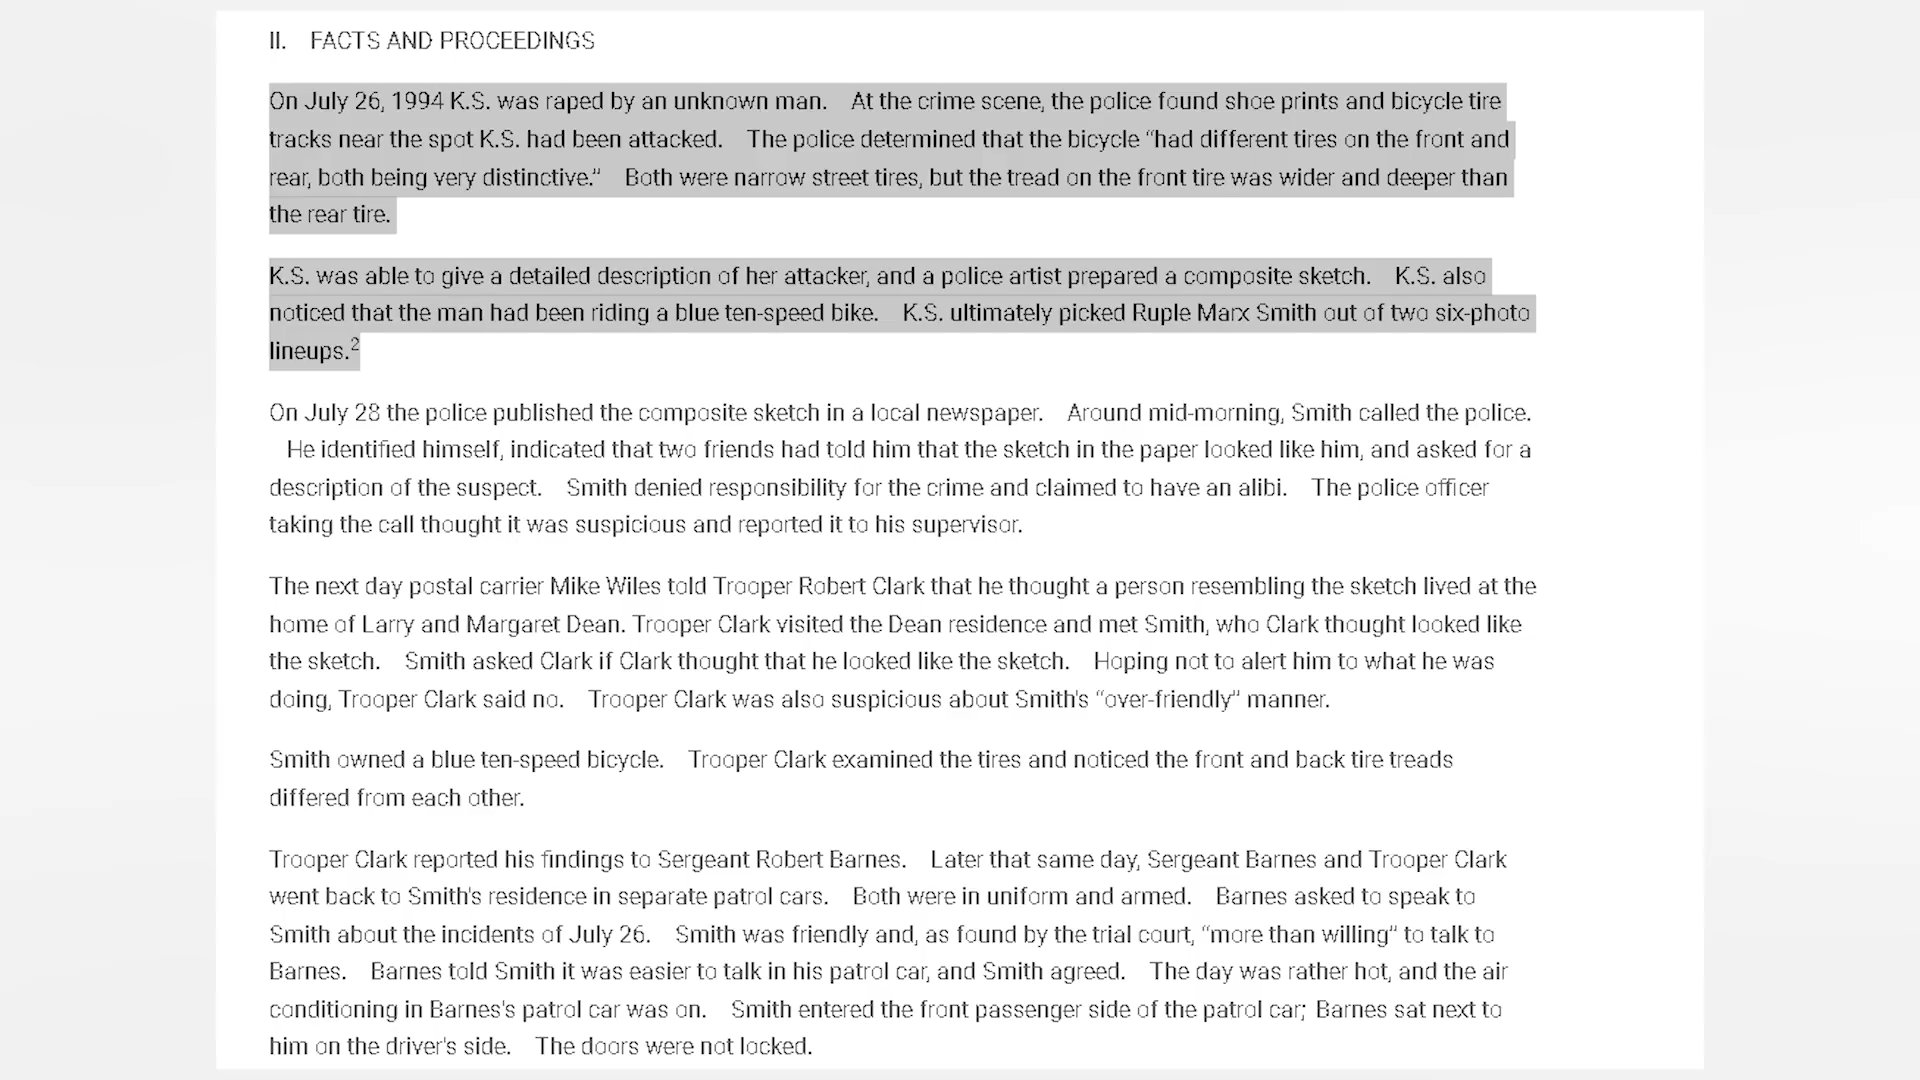 II. FACTS AND PROCEEDINGS
On July 26, 1994 K.S. was raped by an unknown man. At the crime scene, the police found shoe prints and bicycle tire
tracks near the spot K.S. had been attacked. The police determined that the bicycle “had different tires on the front and
rear, both being very distinctive.” Both were narrow street tires, but the tread on the front tire was wider and deeper than
the rear tire.
K.S. was able to give a detailed description of her attacker, and a police artist prepared a composite sketch. K.S. also
noticed that the man had been riding a blue ten-speed bike. K.S. ultimately picked Ruple Marx Smith out of two six-photo
lineups.2
On July 28 the police published the composite sketch in a local newspaper. Around mid-morning, Smith called the police.
He identified himself, indicated that two friends had told him that the sketch in the paper looked like him, and asked for a
description of the suspect. Smith denied responsibility for the crime and claimed to have an alibi. The police officer
taking the call thought it was suspicious and reported it to his supervisor.
The next day postal carrier Mike Wiles told Trooper Robert Clark that he thought a person resembling the sketch lived at the
home of Larry and Margaret Dean. Trooper Clark visited the Dean residence and met Smith, who Clark thought looked like
the sketch. Smith asked Clark if Clark thought that he looked like the sketch. Hoping not to alert him to what he was
doing, Trooper Clark said no. Trooper Clark was also suspicious about Smith's “over-friendly” manner.
Smith owned a blue ten-speed bicycle. Trooper Clark examined the tires and noticed the front and back tire treads
differed from each other.
Trooper Clark reported his findings to Sergeant Robert Barnes. Later that same day, Sergeant Barnes and Trooper Clark
went back to Smith's residence in separate patrol cars. Both were in uniform and armed. Barnes asked to speak to
Smith about the incidents of July 26. Smith was friendly and, as found by the trial court, “more than willing” to talk to
Barnes. Barnes told Smith it was easier to talk in his patrol car, and Smith agreed. The day was rather hot, and the air
conditioning in Barnes's patrol car was on. Smith entered the front passenger side of the patrol car; Barnes sat next to
him on the driver's side. The doors were not locked.